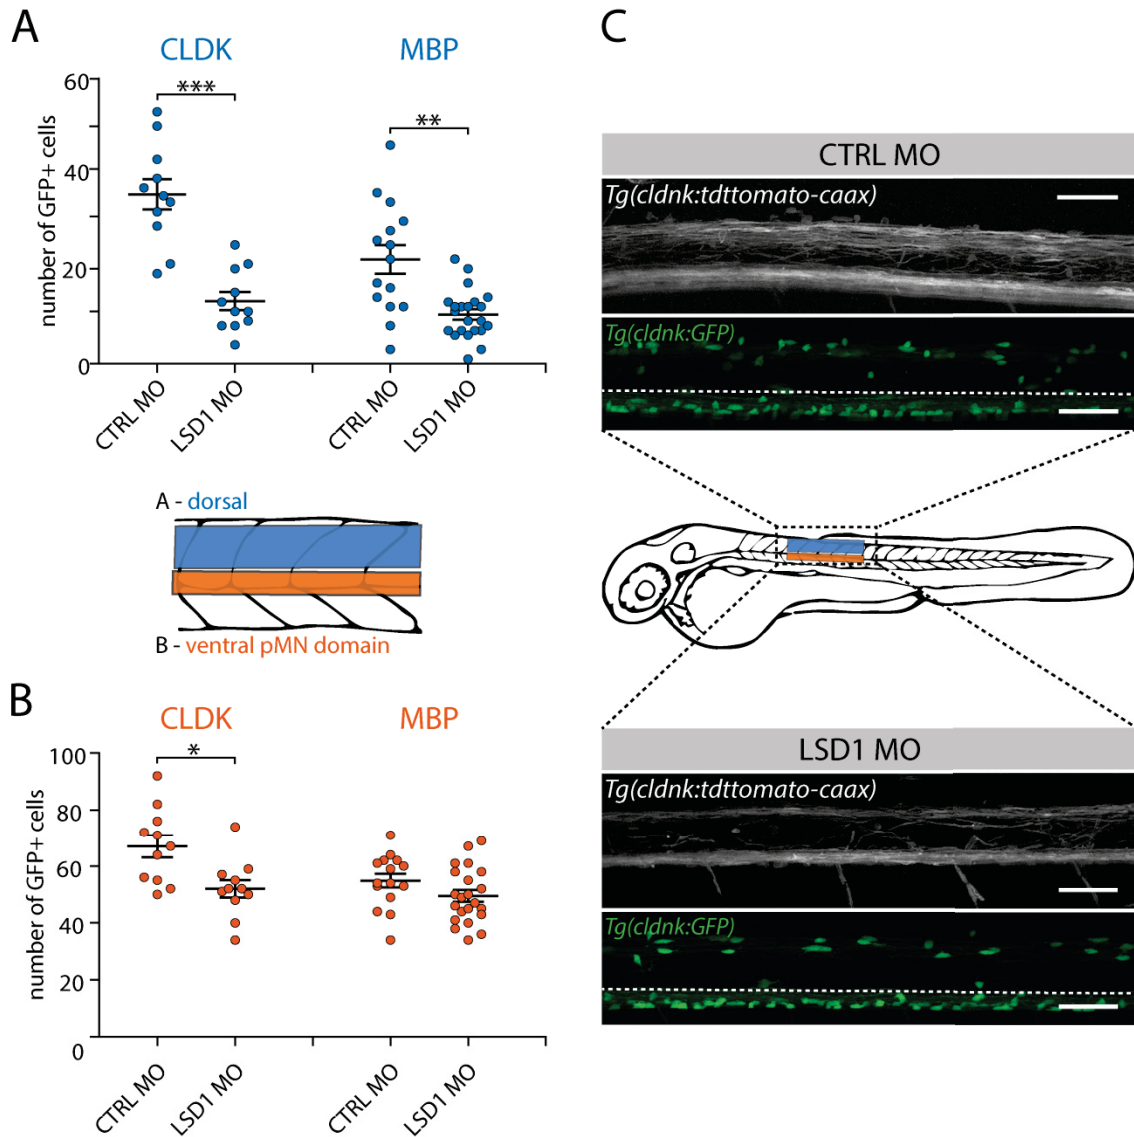 A
CLDK
MBP
number of GFP+ cells
60
40
20
0
***
**
CTRL MO
LSD1 MO
CTRL MO
LSD1 MO
A - dorsal
B - ventral pMN domain
B
CLDK
MBP
number of GFP+ cells
100
80
60
40
20
0
*
CTRL MO
LSD1 MO
CTRL MO
LSD1 MO
C
CTRL MO
Tg(cldnk:tdttomato-caax)
Tg(cldnk:GFP)
LSD1 MO
Tg(cldnk:tdttomato-caax)
Tg(cldnk:GFP)